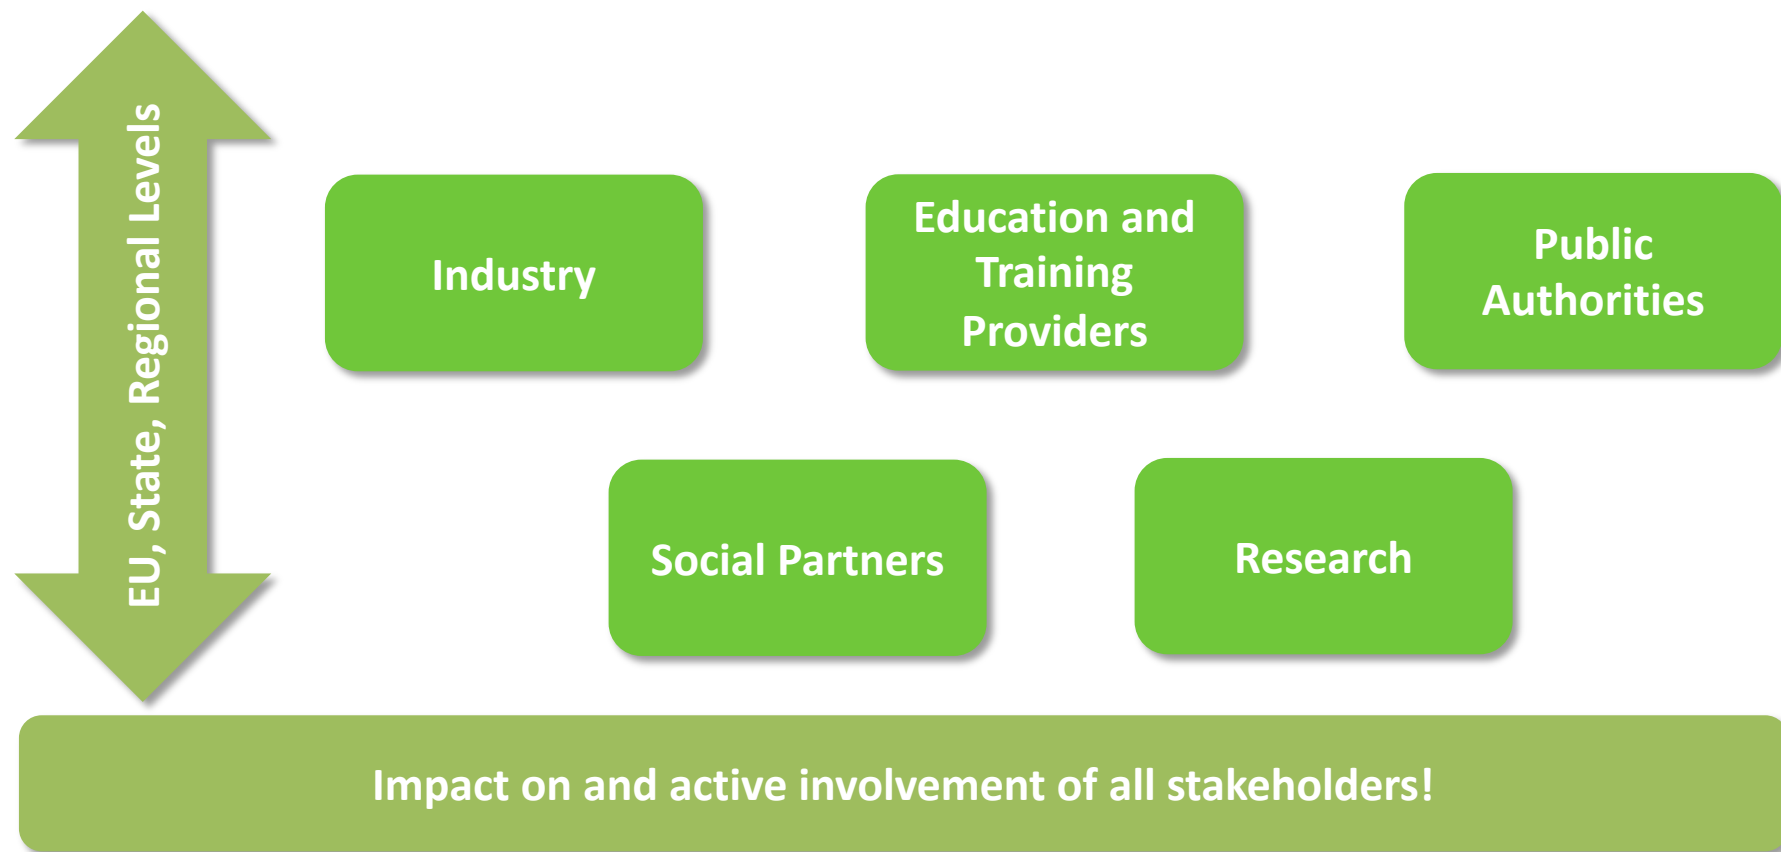 EU, State, Regional Levels
Industry
Education and
Training
Providers
Public
Authorities
Social Partners
Research
Impact on and active involvement of all stakeholders!